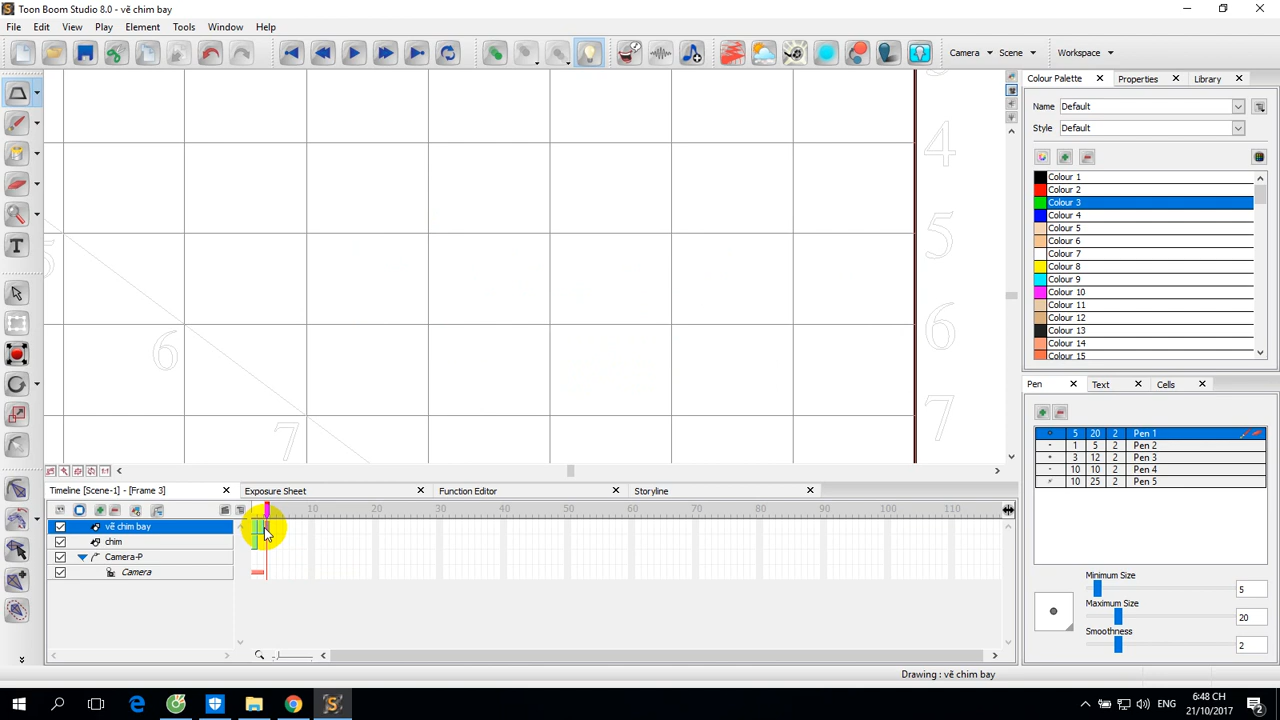 Toon Boom Studio 8.0 - vẽ chim bay
File Edit View Play Element Tools Window Help
Camera Scene Workspace
Colour Palette Properties Library
Name Default
Style Default
Colour 1
Colour 2
Colour 3
Colour 4
Colour 5
Colour 6
Colour 7
Colour 8
Colour 9
Colour 10
Colour 11
Colour 12
Colour 13
Colour 14
Colour 15
4
5
6
7
5
6
7
Pen Text Cells
5 20 2 Pen 1
1 5 2 Pen 2
3 12 2 Pen 3
10 10 2 Pen 4
10 25 2 Pen 5
Minimum Size 5
Maximum Size 20
Smoothness 2
Timeline [Scene-1] - [Frame 3] Exposure Sheet Function Editor Storyline
10 20 30 40 50 60 70 80 90 100 110
vẽ chim bay
chim
Camera-P
Camera
Drawing : vẽ chim bay
6:48 CH
21/10/2017